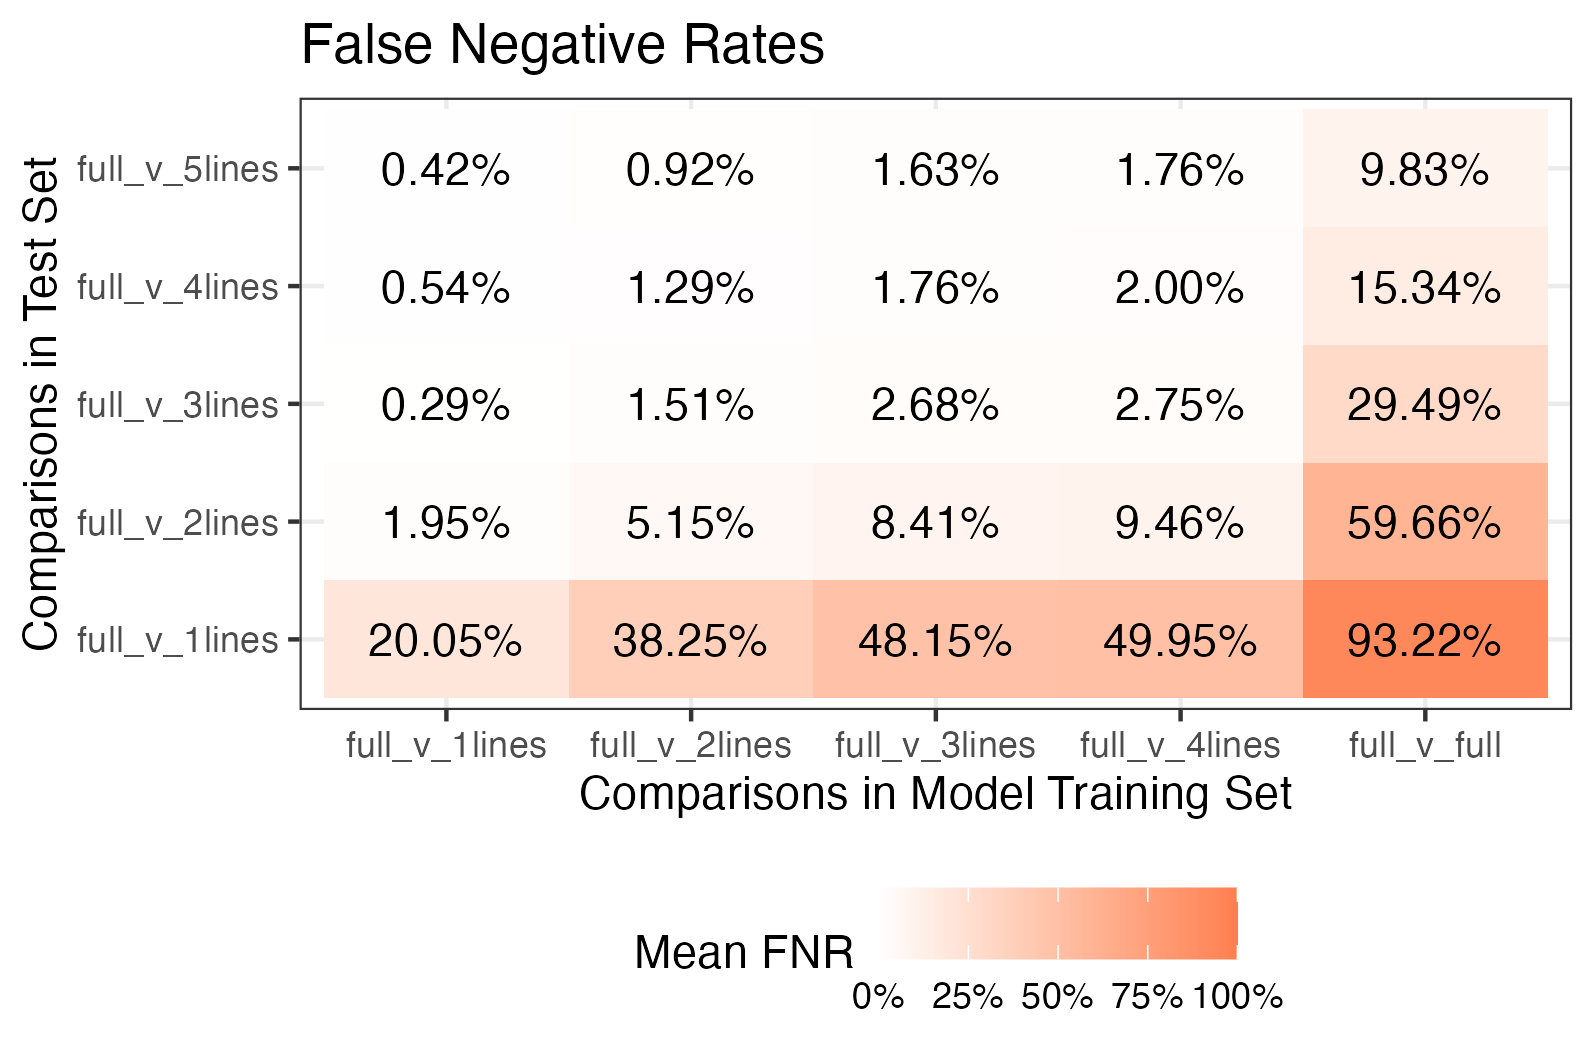 False Negative Rates
Comparisons in Test Set
full_v_5lines 0.42% 0.92% 1.63% 1.76% 9.83%
full_v_4lines 0.54% 1.29% 1.76% 2.00% 15.34%
full_v_3lines 0.29% 1.51% 2.68% 2.75% 29.49%
full_v_2lines 1.95% 5.15% 8.41% 9.46% 59.66%
full_v_1lines 20.05% 38.25% 48.15% 49.95% 93.22%
full_v_1lines full_v_2lines full_v_3lines full_v_4lines full_v_full
Comparisons in Model Training Set
Mean FNR
0% 25% 50% 75% 100%